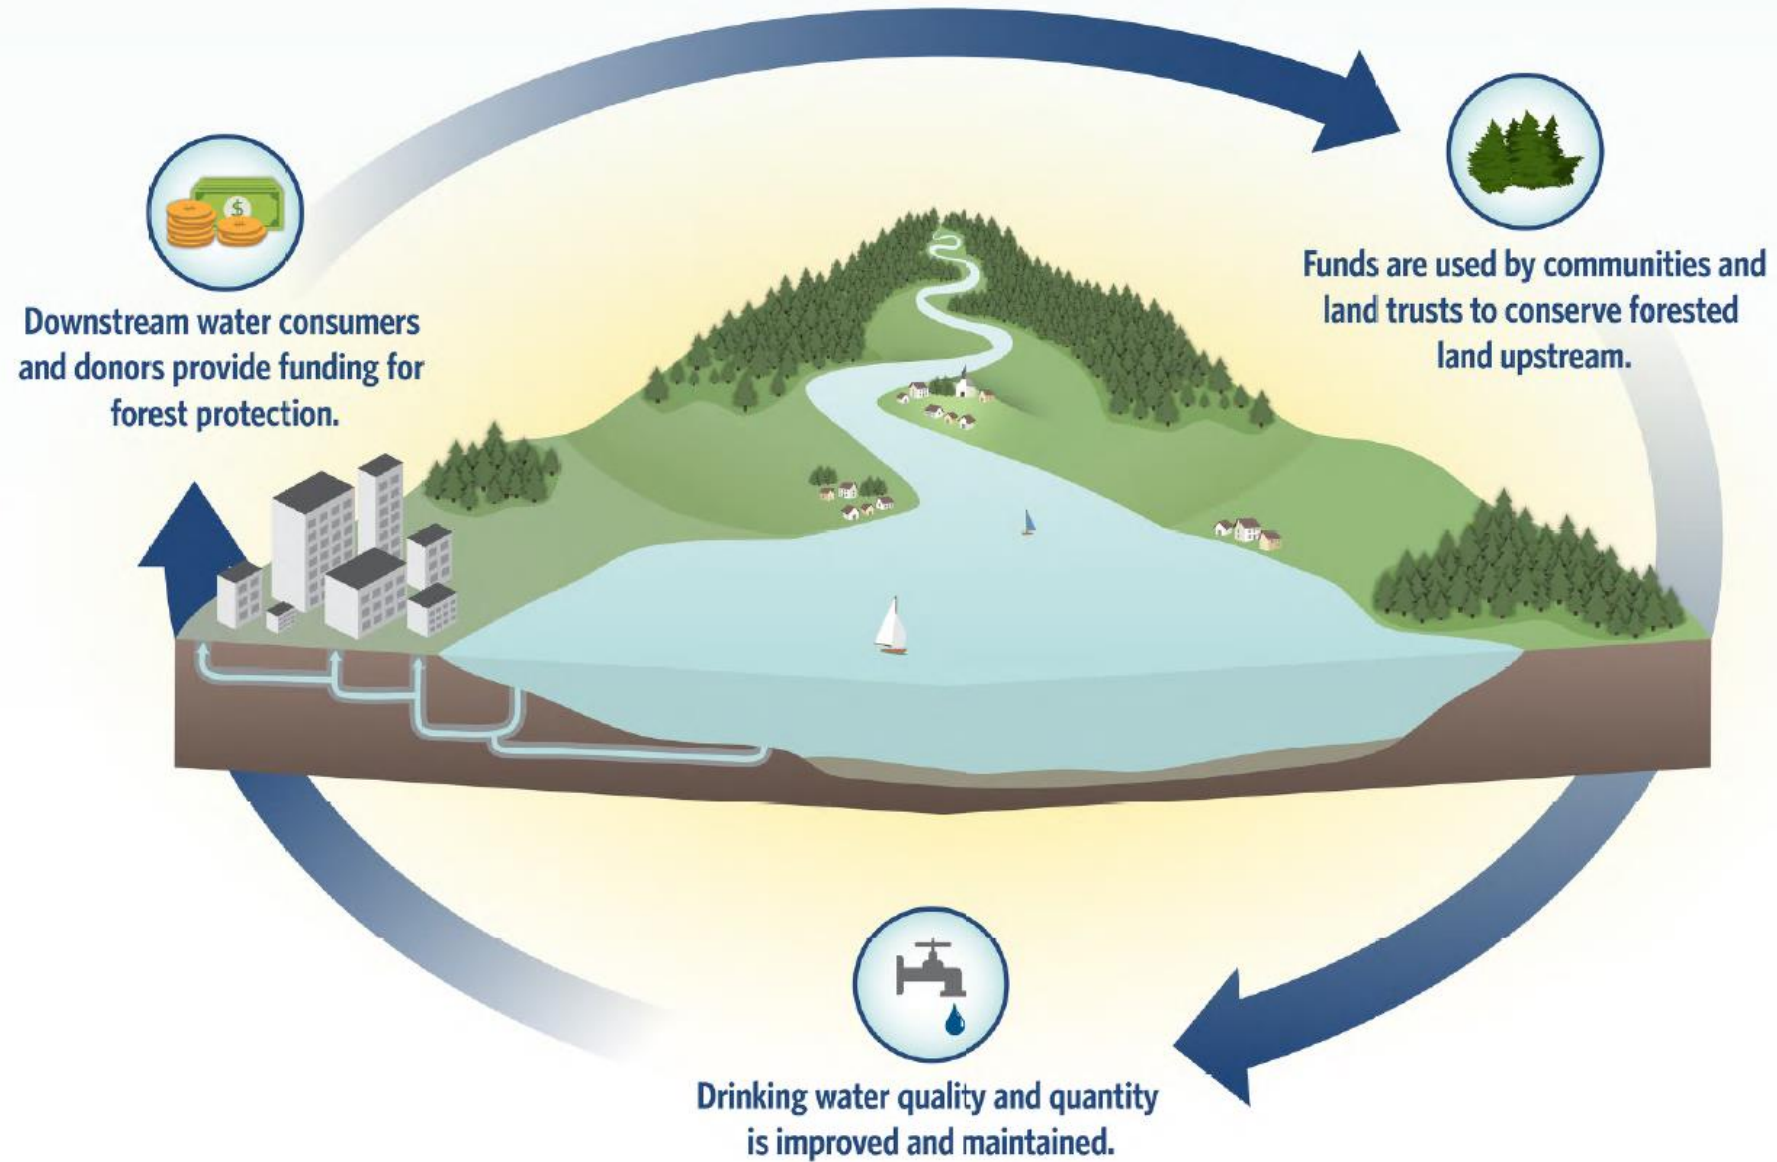 Downstream water consumers
and donors provide funding for
forest protection.
$
Funds are used by communities and
land trusts to conserve forested
land upstream.
Drinking water quality and quantity
is improved and maintained.